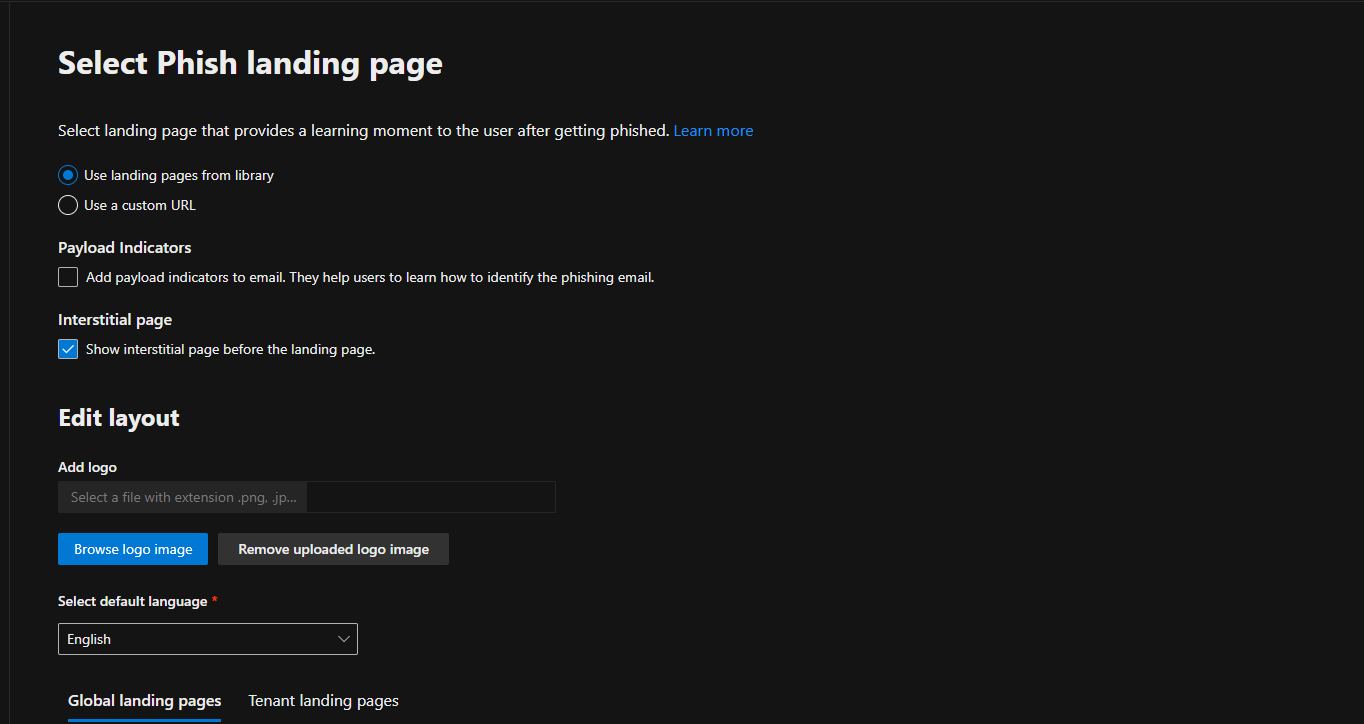 Select Phish landing page
Select landing page that provides a learning moment to the user after getting phished. Learn more
Use landing pages from library
Use a custom URL
Payload Indicators
Add payload indicators to email. They help users to learn how to identify the phishing email.
Interstitial page
Show interstitial page before the landing page.
Edit layout
Add logo
Select a file with extension .png, .jp...
Browse logo image Remove uploaded logo image
Select default language *
English
Global landing pages Tenant landing pages